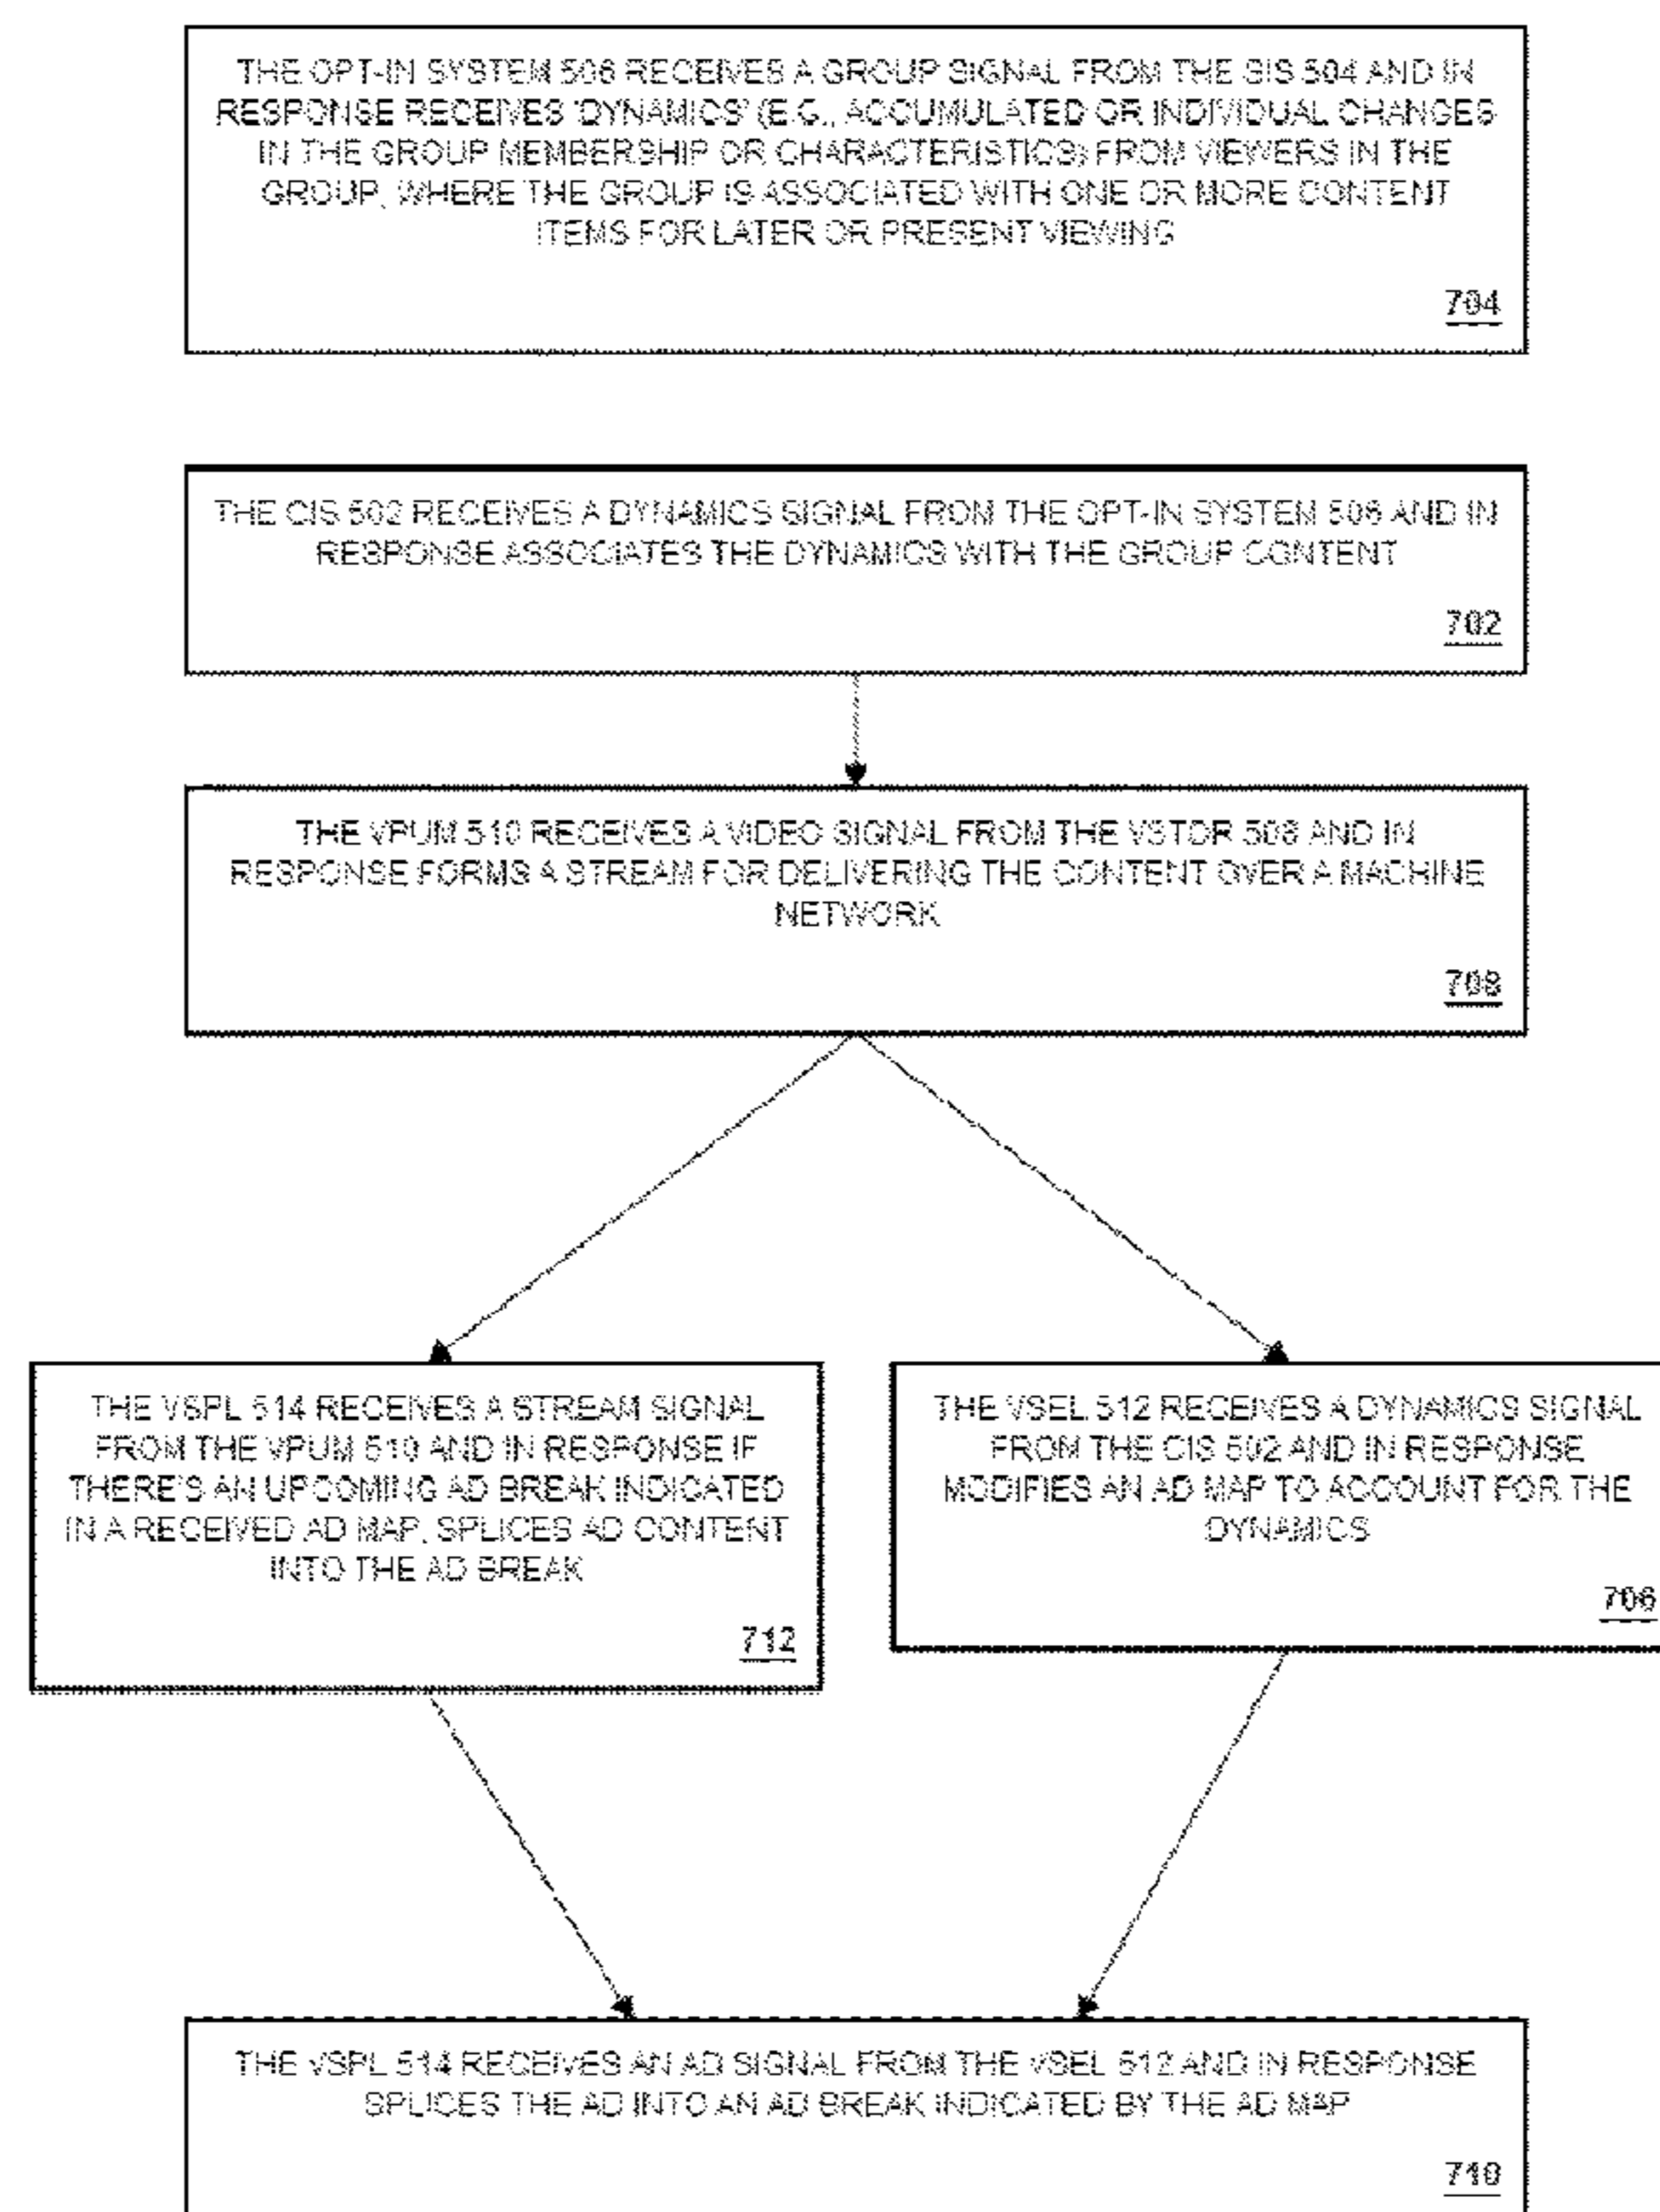 THE OPT-IN SYSTEM 506 RECEIVES A GROUP SIGNAL FROM THE SIS 504 AND IN
RESPONSE RECEIVES 'DYNAMICS' (E.G., ACCUMULATED OR INDIVIDUAL CHANGES
IN THE GROUP MEMBERSHIP OR CHARACTERISTICS) FROM VIEWERS IN THE
GROUP, WHERE THE GROUP IS ASSOCIATED WITH ONE OR MORE CONTENT
ITEMS FOR LATER OR PRESENT VIEWING
704
THE CIS 502 RECEIVES A DYNAMICS SIGNAL FROM THE OPT-IN SYSTEM 506 AND IN
RESPONSE ASSOCIATES THE DYNAMICS WITH THE GROUP CONTENT
702
THE VPUM 510 RECEIVES A VIDEO SIGNAL FROM THE VSTOR 508 AND IN
RESPONSE FORMS A STREAM FOR DELIVERING THE CONTENT OVER A MACHINE
NETWORK
708
THE VSPL 514 RECEIVES A STREAM SIGNAL
FROM THE VPUM 510 AND IN RESPONSE IF
THERE'S AN UPCOMING AD BREAK INDICATED
IN A RECEIVED AD MAP, SPLICES AD CONTENT
INTO THE AD BREAK
712
THE VSEL 512 RECEIVES A DYNAMICS SIGNAL
FROM THE CIS 502 AND IN RESPONSE
MODIFIES AN AD MAP TO ACCOUNT FOR THE
DYNAMICS
706
THE VSPL 514 RECEIVES AN AD SIGNAL FROM THE VSEL 512 AND IN RESPONSE
SPLICES THE AD INTO AN AD BREAK INDICATED BY THE AD MAP
710